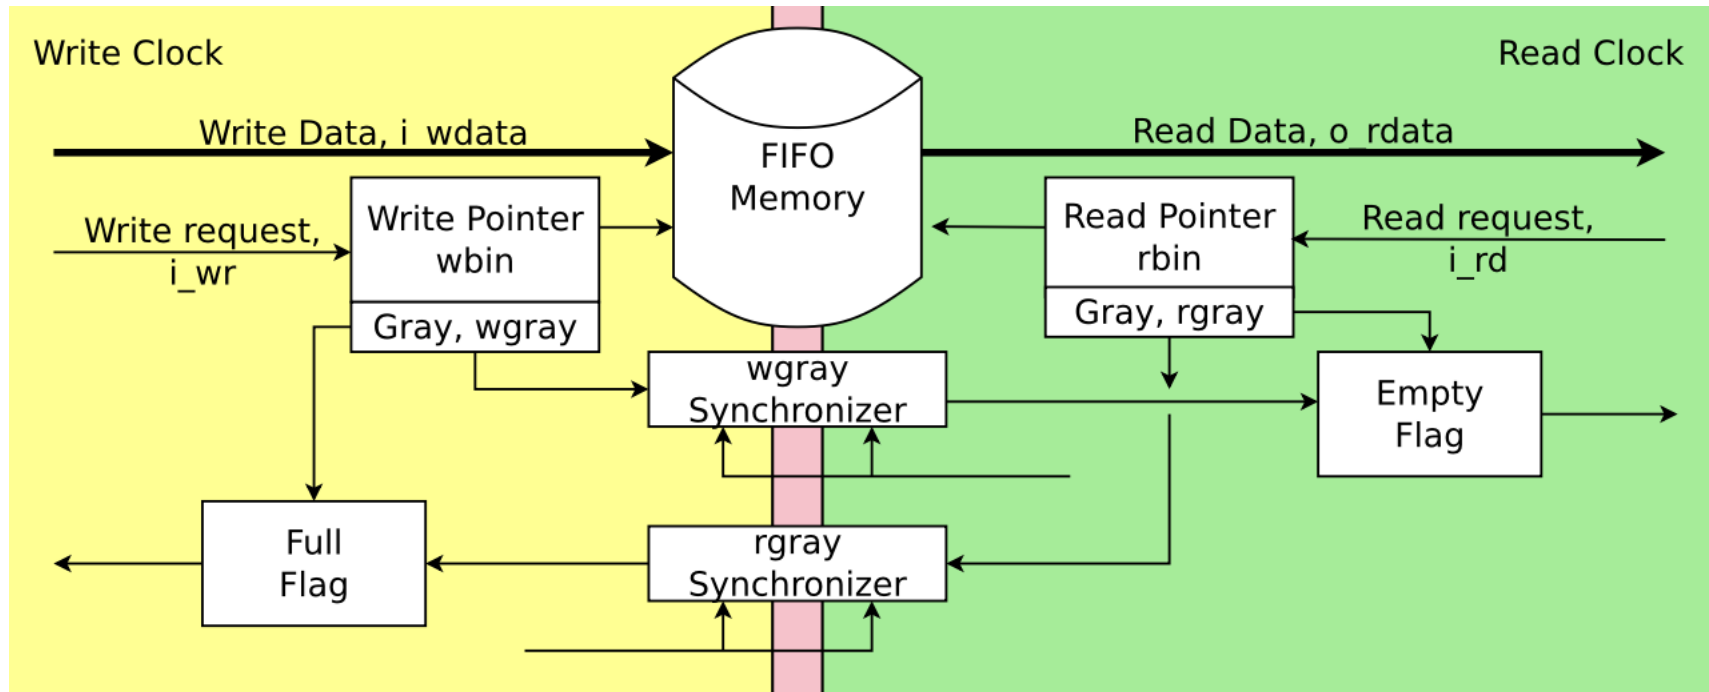 Write Clock
Read Clock
Write Data, i_wdata
Read Data, o_rdata
FIFO
Memory
Write request,
i_wr
Write Pointer
wbin
Gray, wgray
Read Pointer
rbin
Gray, rgray
Read request,
i_rd
wgray
Synchronizer
Empty
Flag
Full
Flag
rgray
Synchronizer